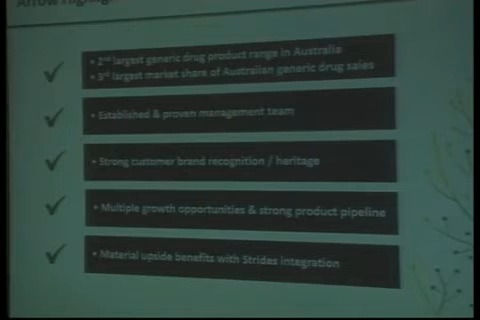 Arrow Highlig
• 2nd largest generic drug product range in Australia
• 3rd largest market share of Australian generic drug sales
• Established & proven management team
• Strong customer brand recognition / heritage
• Multiple growth opportunities & strong product pipeline
• Material upside benefits with Strides integration